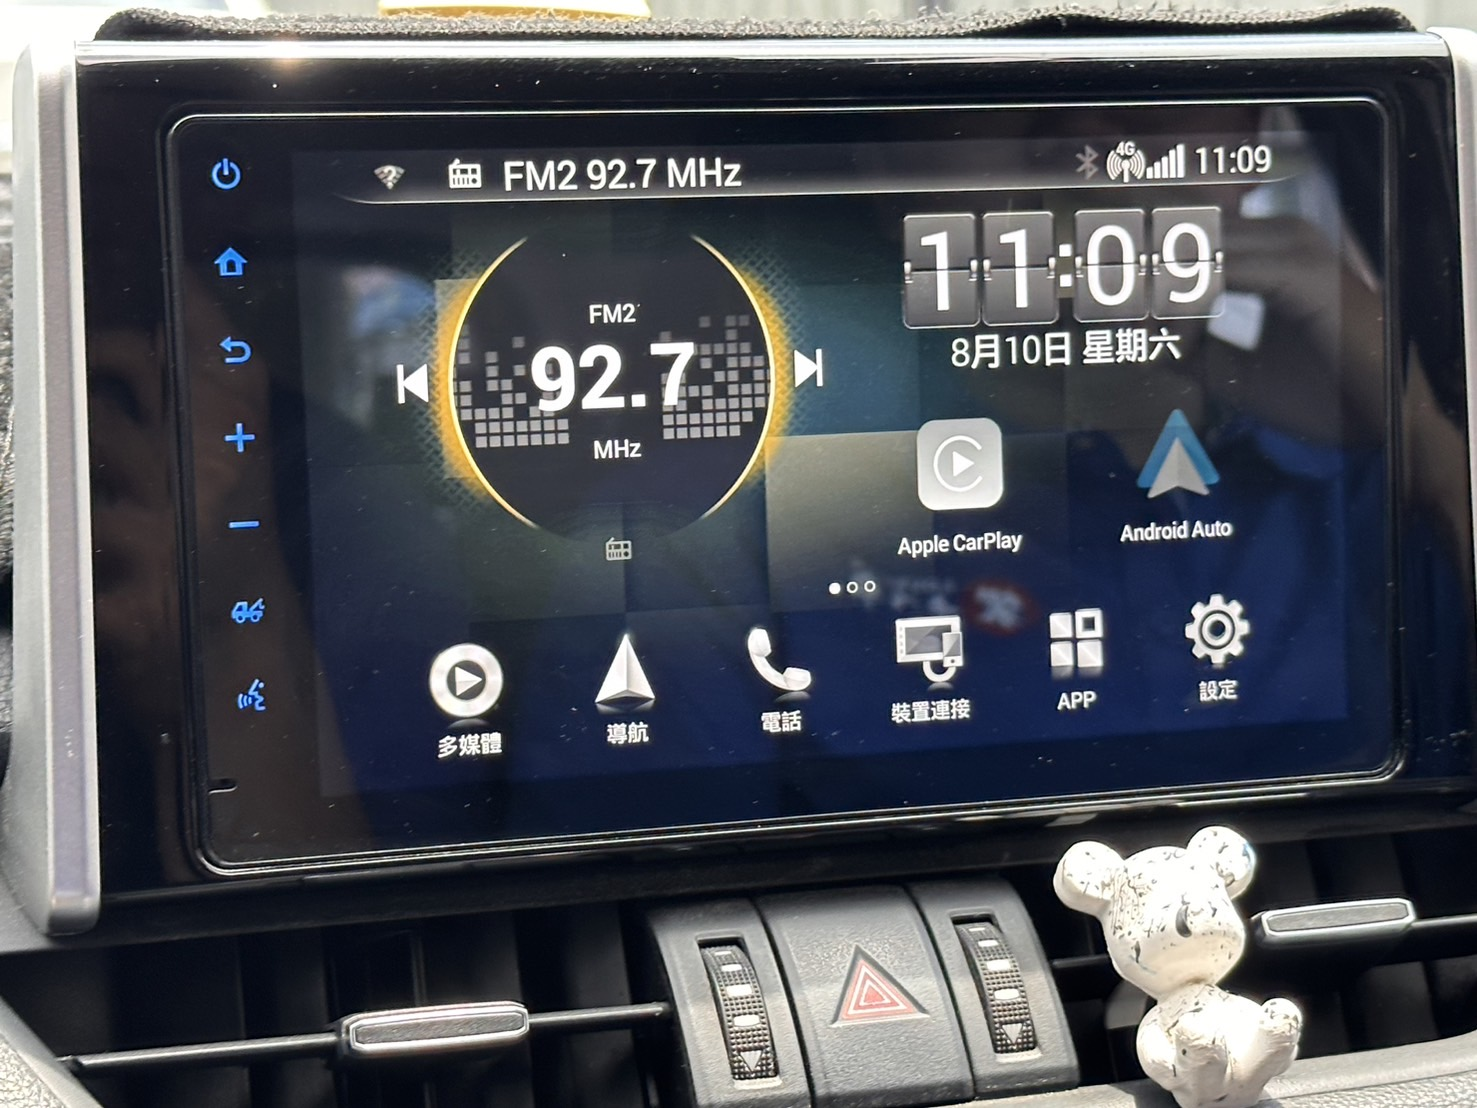 FM2 92.7 MHz
4G
11:09
11:09
8月10日 星期六
FM2
92.7
MHz
Apple CarPlay
Android Auto
多媒體
導航
電話
裝置連接
APP
設定